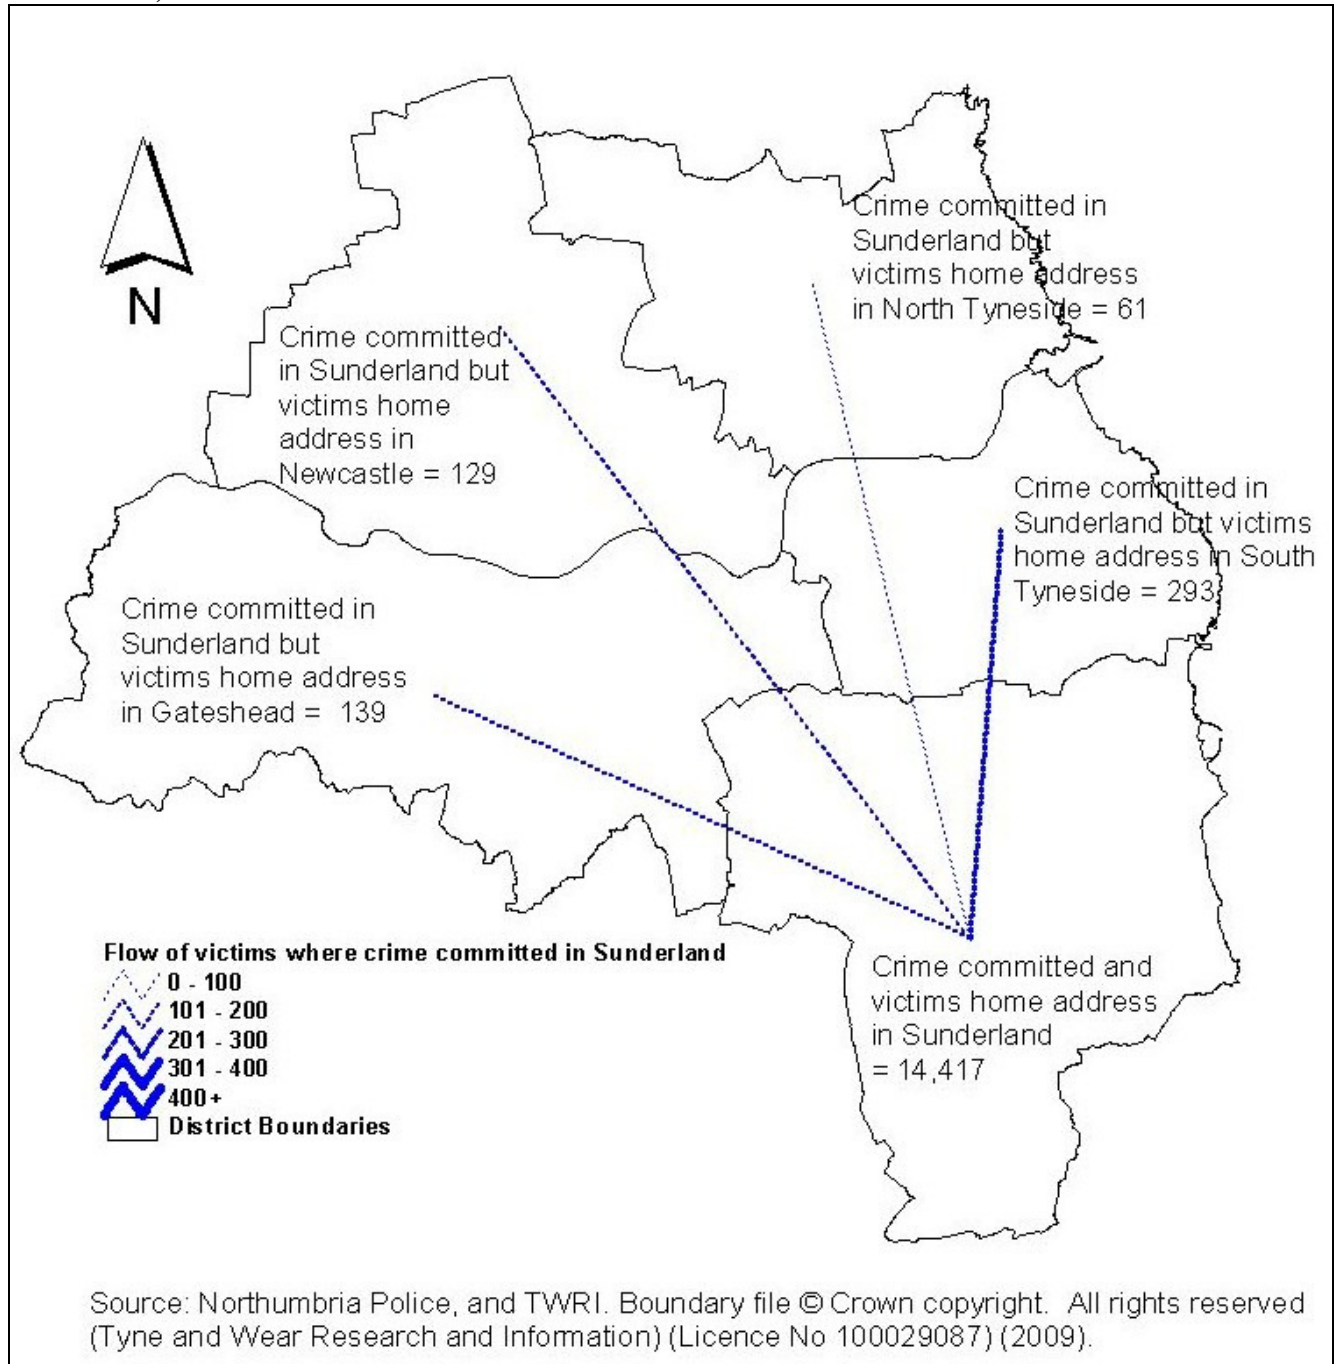 Crime committed in
Sunderland but
victims home address
in North Tyneside = 61
N
Crime committed
in Sunderland but
victims home
address in
Newcastle = 129
Crime committed in
Sunderland but victims
home address in South
Tyneside = 293
Crime committed in
Sunderland but
victims home address
in Gateshead = 139
Flow of victims where crime committed in Sunderland
0 - 100
101 - 200
201 - 300
301 - 400
400+
District Boundaries
Crime committed and
victims home address
in Sunderland
= 14,417
Source: Northumbria Police, and TWRI. Boundary file © Crown copyright. All rights reserved
(Tyne and Wear Research and Information) (Licence No 100029087) (2009).